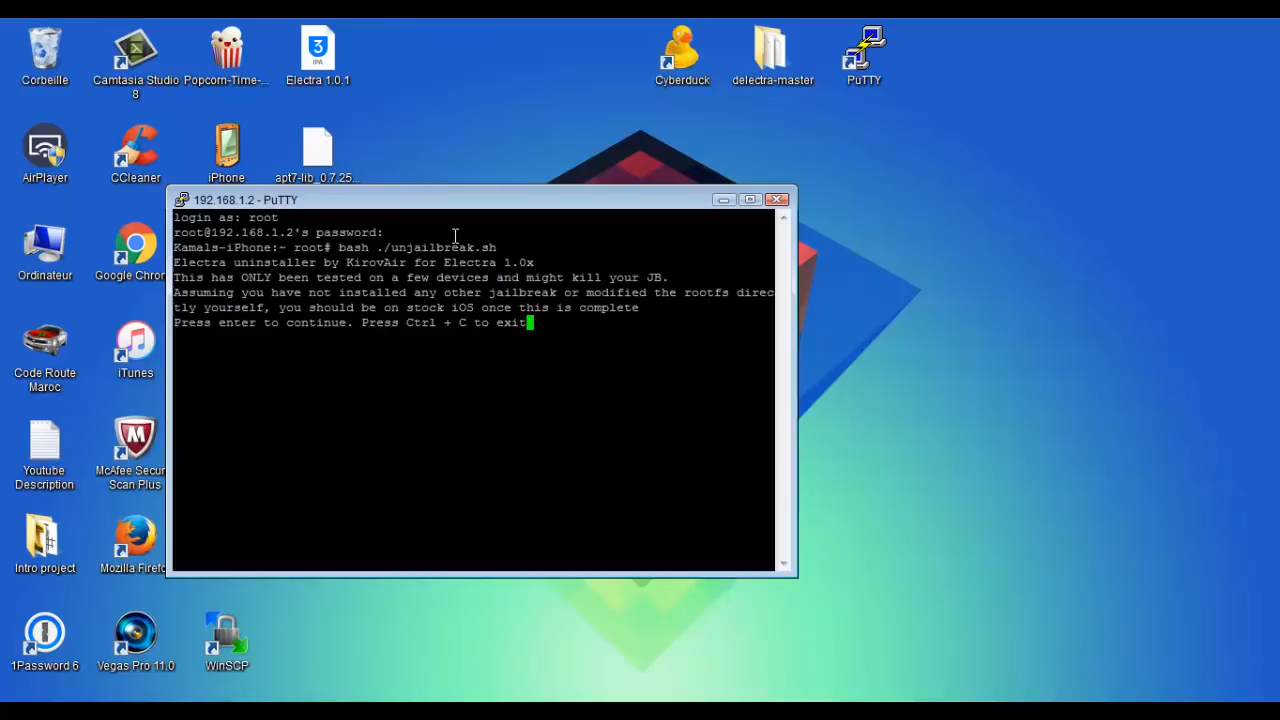 Corbeille
Camtasia Studio
8
Popcorn-Time-...
3
IPA
Electra 1.0.1
Cyberduck
delectra-master
PuTTY
AirPlayer
CCleaner
iPhone
apt7-lib_0.7.25...
192.168.1.2 - PuTTY
login as: root
root@192.168.1.2's password:
Kamals-iPhone:~ root# bash ./unjailbreak.sh
Electra uninstaller by KirovAir for Electra 1.0x
This has ONLY been tested on a few devices and might kill your JB.
Assuming you have not installed any other jailbreak or modified the rootfs direc
tly yourself, you should be on stock iOS once this is complete
Press enter to continue. Press Ctrl + C to exit
Ordinateur
Google Chrom
Code Route
Maroc
iTunes
Youtube
Description
McAfee Secur
Scan Plus
Intro project
Mozilla Firefo
1Password 6
Vegas Pro 11.0
WinSCP